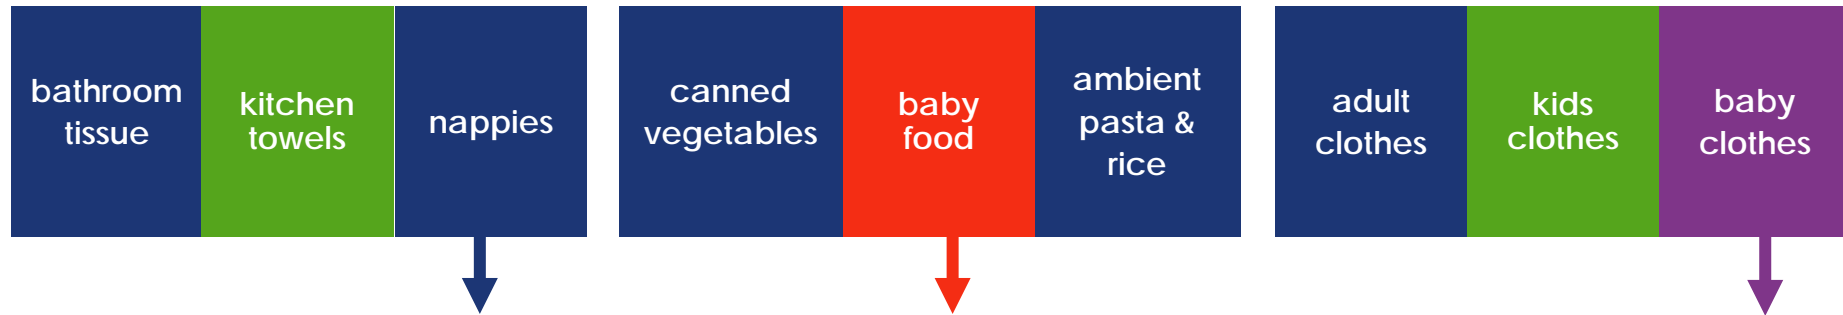 bathroom
tissue
kitchen
towels
nappies
canned
vegetables
baby
food
ambient
pasta &
rice
adult
clothes
kids
clothes
baby
clothes